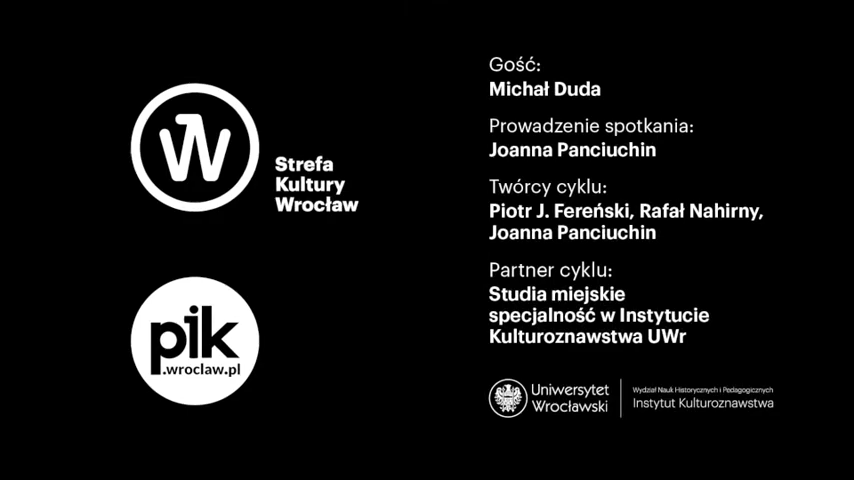 W
Strefa
Kultury
Wrocław
pik
.wroclaw.pl
Gość:
Michał Duda
Prowadzenie spotkania:
Joanna Panciuchin
Twórcy cyklu:
Piotr J. Fereński, Rafał Nahirny,
Joanna Panciuchin
Partner cyklu:
Studia miejskie
specjalność w Instytucie
Kulturoznawstwa UWr
Uniwersytet
Wrocławski
Wydział Nauk Historycznych i Pedagogicznych
Instytut Kulturoznawstwa